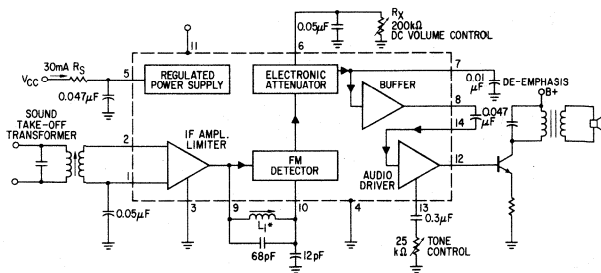 0.05µF
RX
200kΩ
DC VOLUME CONTROL
11
6
30mA RS
VCC
5
REGULATED
POWER SUPPLY
ELECTRONIC
ATTENUATOR
7
BUFFER
0.01
µF
DE-EMPHASIS
B+
0.047µF
8
0.047
µF
14
SOUND
TAKE-OFF
TRANSFORMER
2
IF AMPL.
LIMITER
FM
DETECTOR
AUDIO
DRIVER
12
1
0.05µF
3
9
10
4
13
L1*
0.3µF
68pF
12pF
25
kΩ
TONE
CONTROL